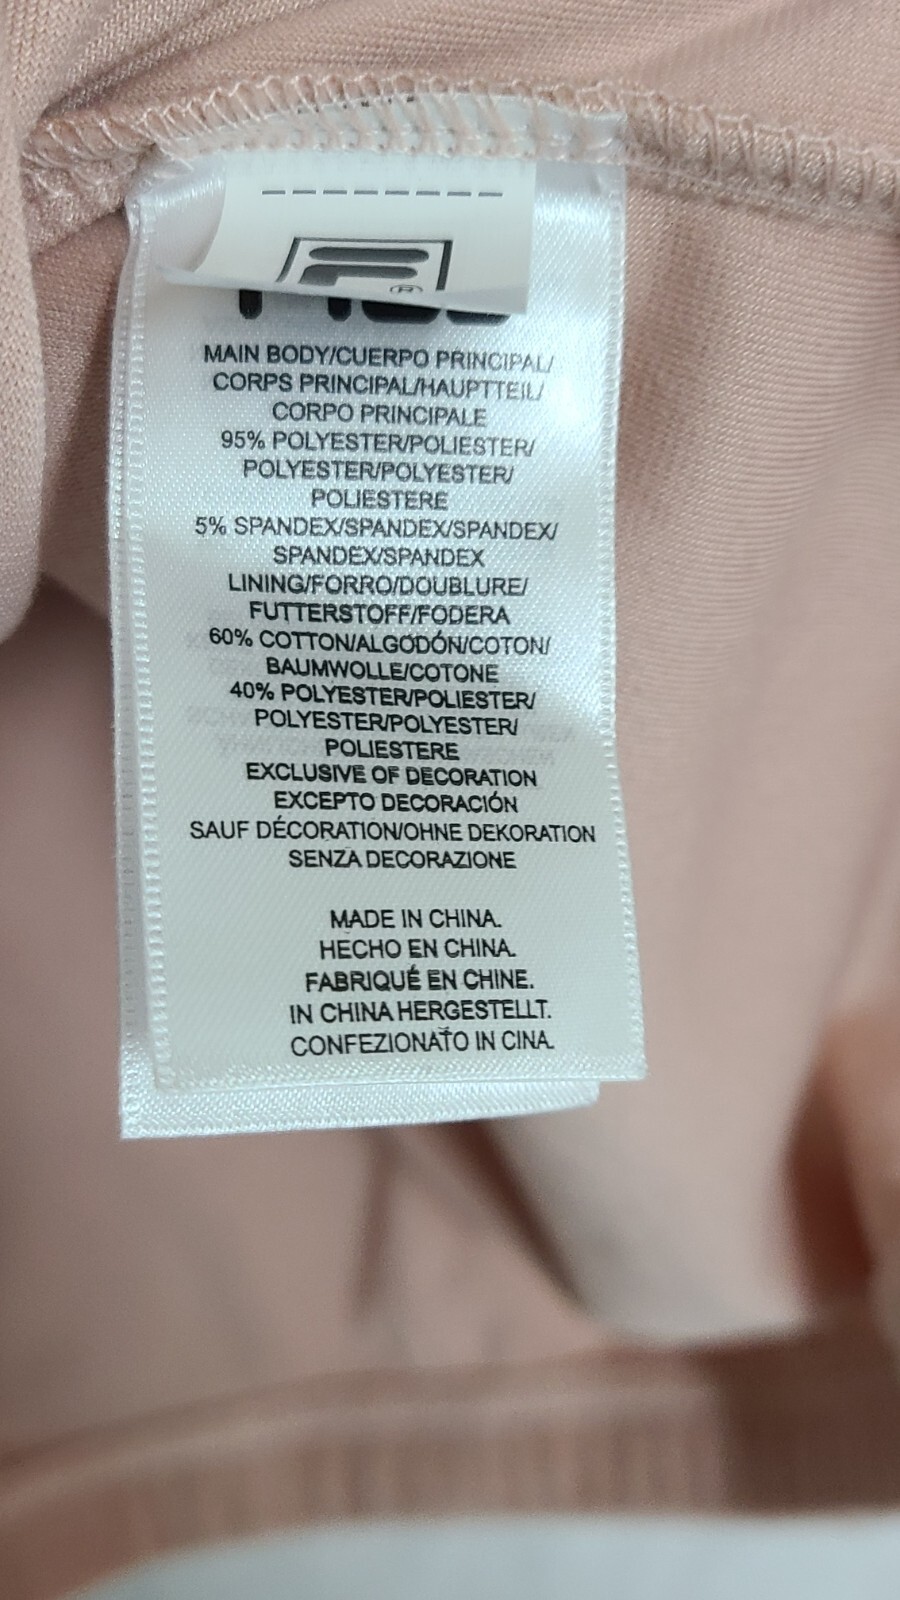 MAIN BODY/CUERPO PRINCIPAL/
CORPS PRINCIPAL/HAUPTTEIL/
CORPO PRINCIPALE
95% POLYESTER/POLIESTER/
POLYESTER/POLYESTER/
POLIESTERE
5% SPANDEX/SPANDEX/SPANDEX/
SPANDEX/SPANDEX
LINING/FORRO/DOUBLURE/
FUTTERSTOFF/FODERA
60% COTTON/ALGODÓN/COTON/
BAUMWOLLE/COTONE
40% POLYESTER/POLIESTER/
POLYESTER/POLYESTER/
POLIESTERE
EXCLUSIVE OF DECORATION
EXCEPTO DECORACIÓN
SAUF DÉCORATION/OHNE DEKORATION
SENZA DECORAZIONE
MADE IN CHINA.
HECHO EN CHINA.
FABRIQUÉ EN CHINE.
IN CHINA HERGESTELLT.
CONFEZIONATO IN CINA.